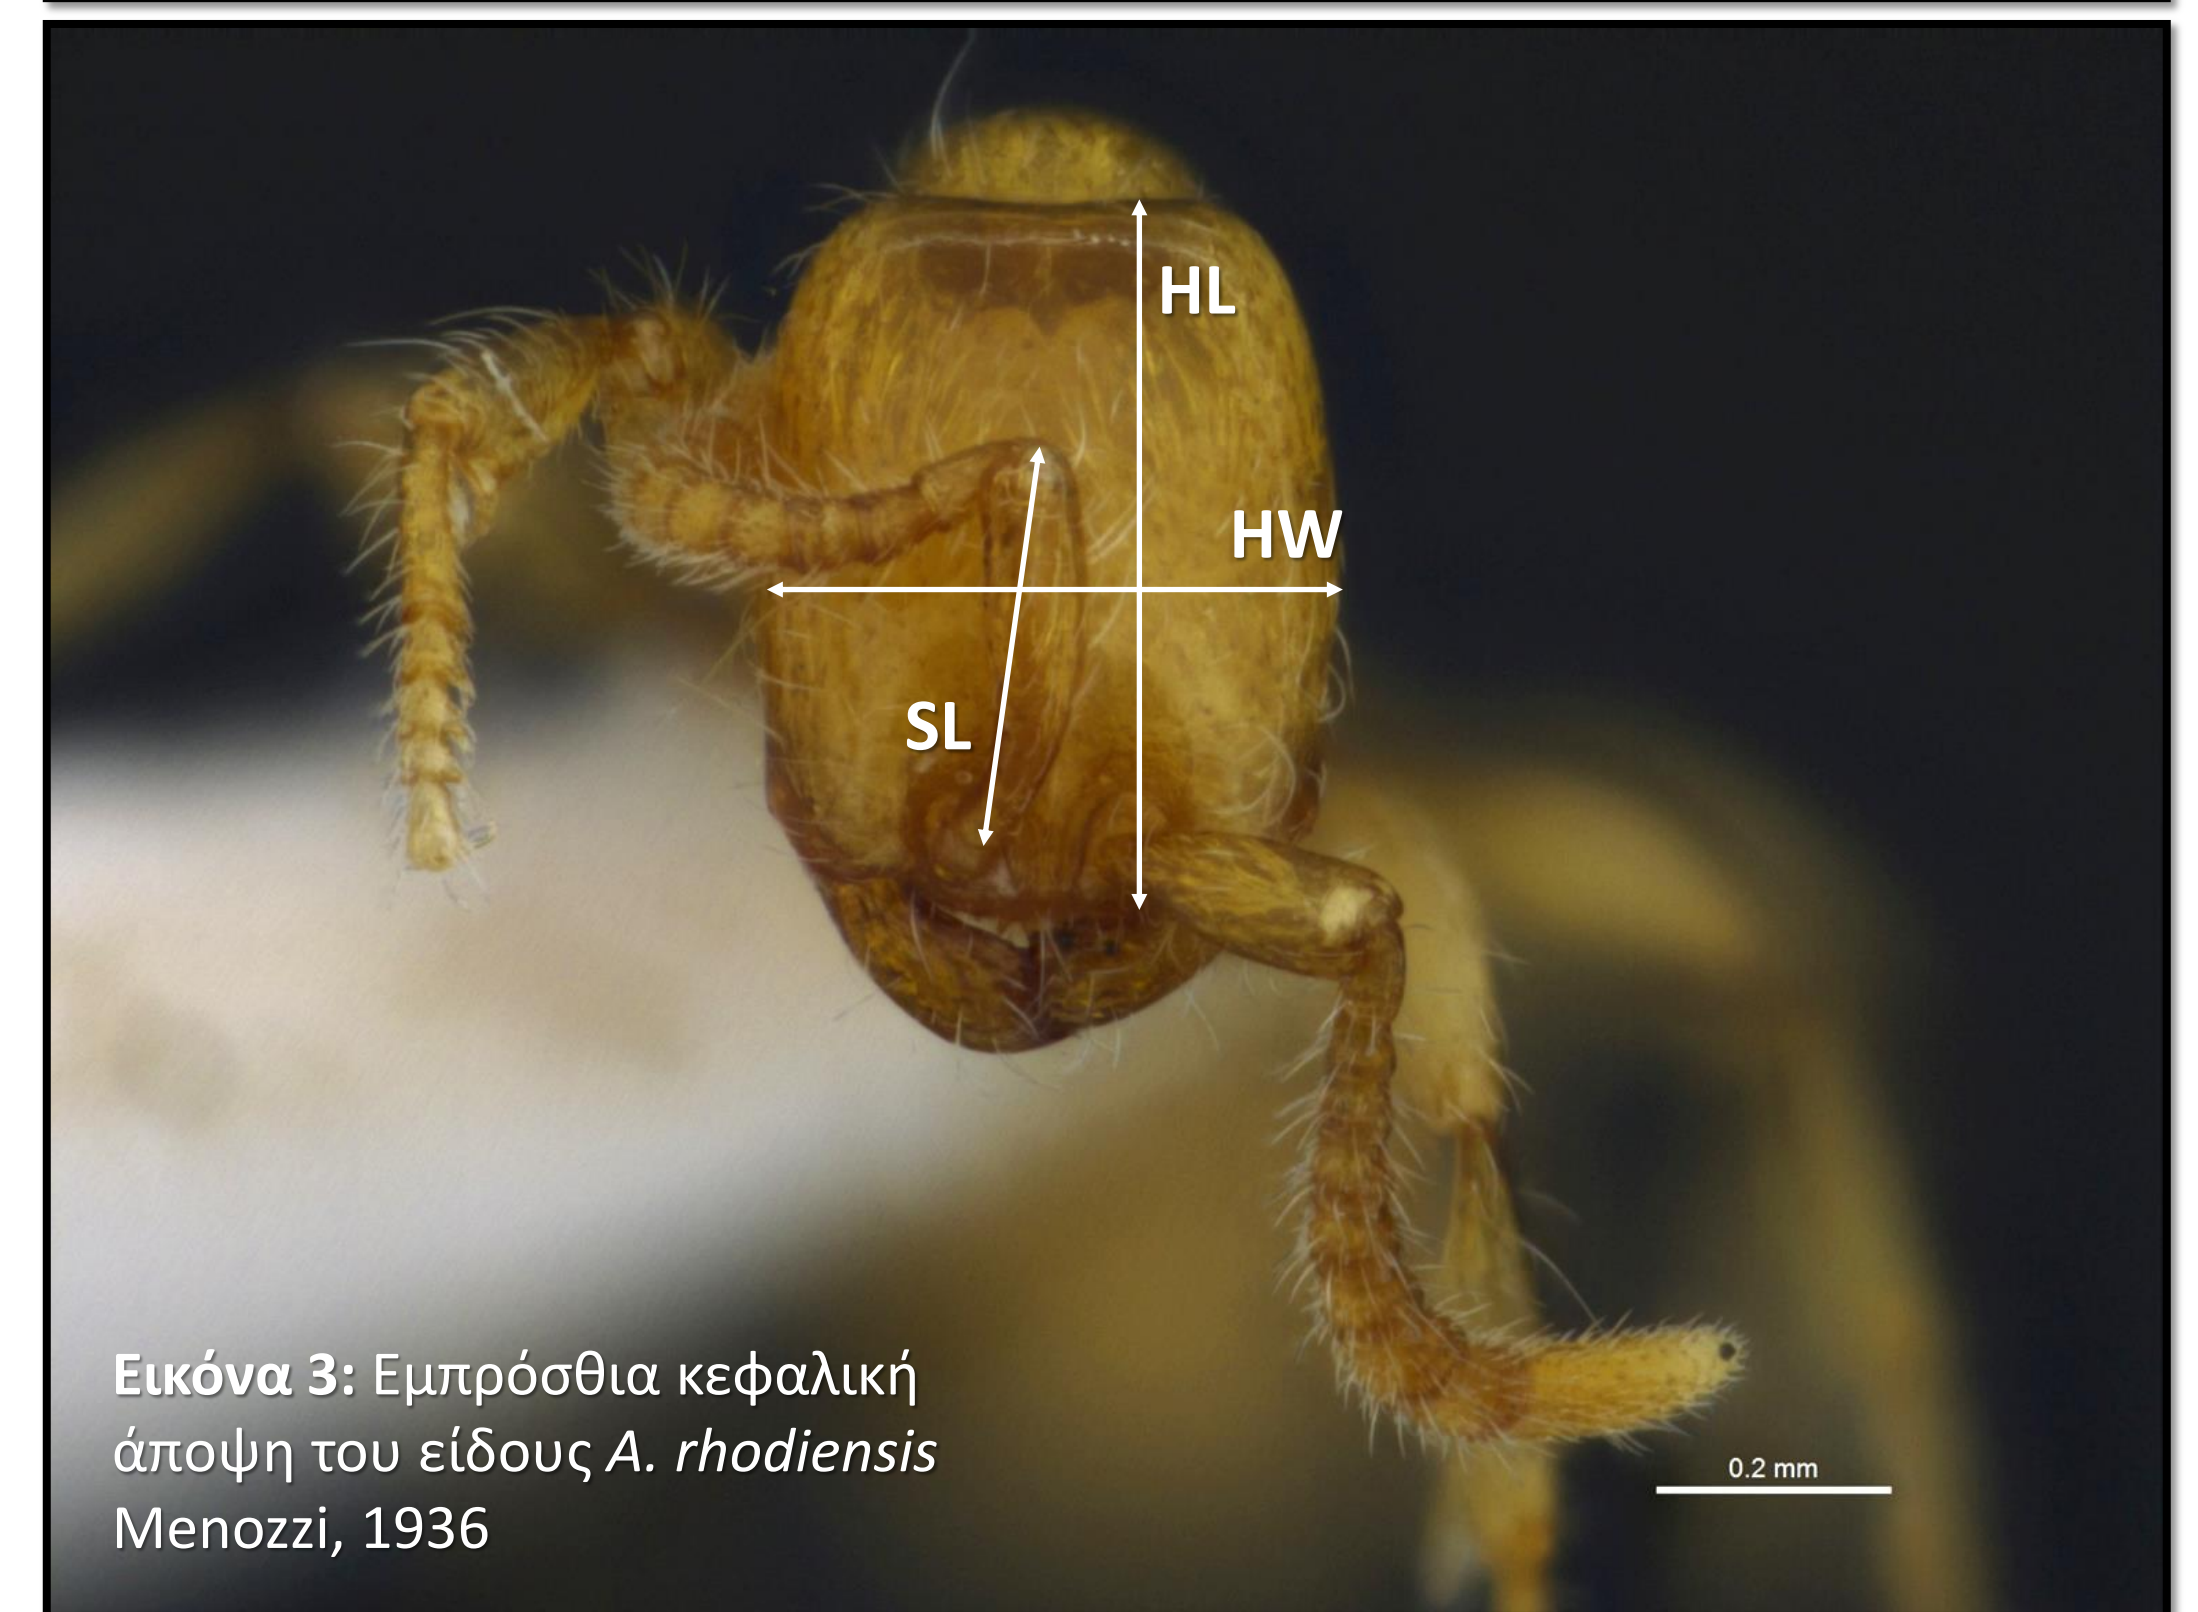 HL
HW
SL
Εικόνα 3: Εμπρόσθια κεφαλική
άποψη του είδους A. rhodiensis
Menozzi, 1936
0.2 mm